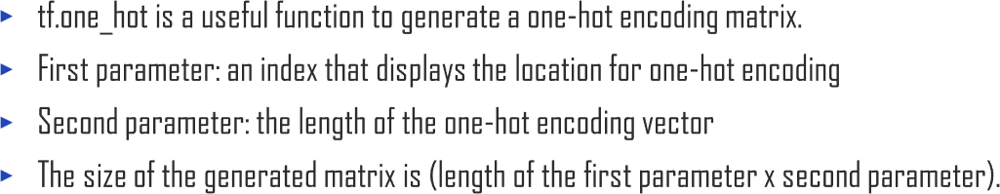 ▸ tf.one_hot is a useful function to generate a one-hot encoding matrix.
▸ First parameter: an index that displays the location for one-hot encoding
▸ Second parameter: the length of the one-hot encoding vector
▸ The size of the generated matrix is (length of the first parameter x second parameter).